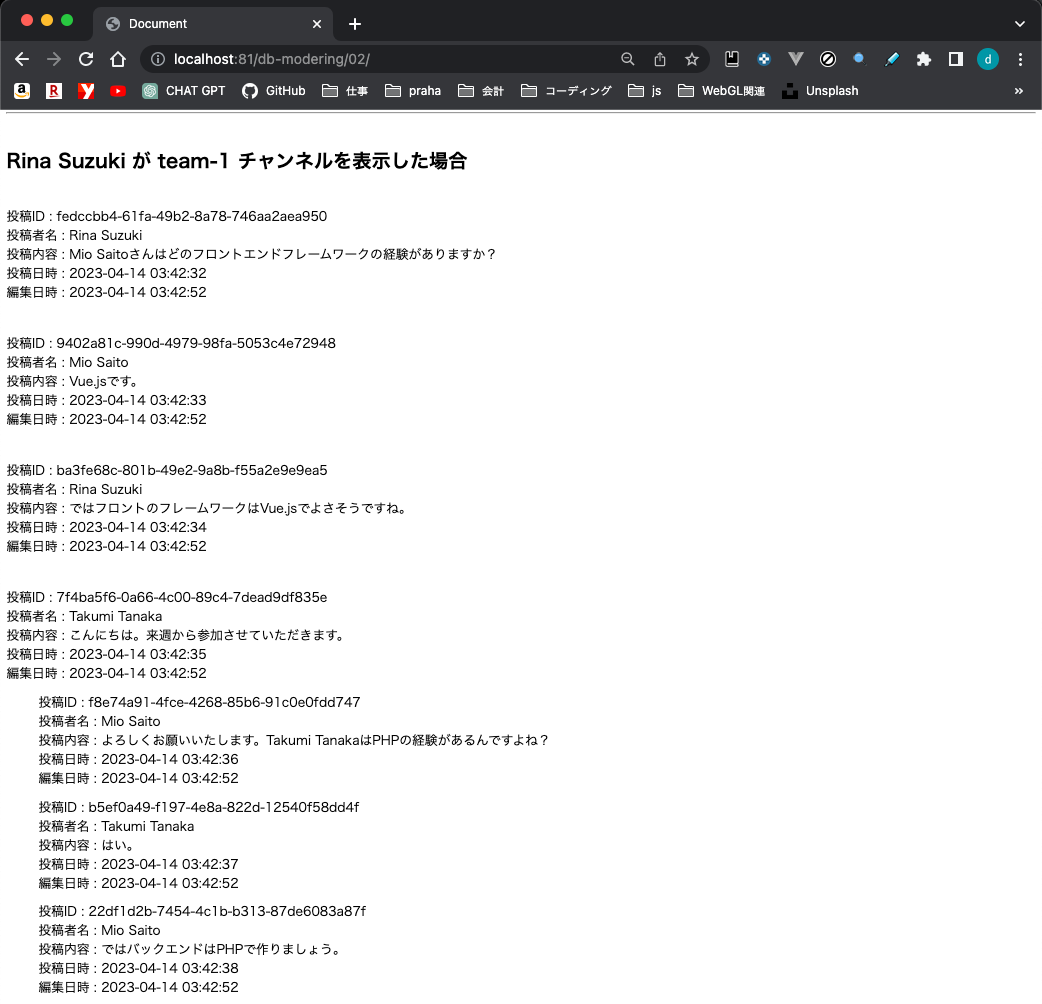 Document
localhost:81/db-modering/02/
CHAT GPT GitHub 仕事 praha 会計 コーディング js WebGL関連 Unsplash »
Rina Suzuki が team-1 チャンネルを表示した場合
投稿ID : fedccbb4-61fa-49b2-8a78-746aa2aea950
投稿者名 : Rina Suzuki
投稿内容 : Mio Saitoさんはどのフロントエンドフレームワークの経験がありますか？
投稿日時 : 2023-04-14 03:42:32
編集日時 : 2023-04-14 03:42:52
投稿ID : 9402a81c-990d-4979-98fa-5053c4e72948
投稿者名 : Mio Saito
投稿内容 : Vue.jsです。
投稿日時 : 2023-04-14 03:42:33
編集日時 : 2023-04-14 03:42:52
投稿ID : ba3fe68c-801b-49e2-9a8b-f55a2e9e9ea5
投稿者名 : Rina Suzuki
投稿内容 : ではフロントのフレームワークはVue.jsでよさそうですね。
投稿日時 : 2023-04-14 03:42:34
編集日時 : 2023-04-14 03:42:52
投稿ID : 7f4ba5f6-0a66-4c00-89c4-7dead9df835e
投稿者名 : Takumi Tanaka
投稿内容 : こんにちは。来週から参加させていただきます。
投稿日時 : 2023-04-14 03:42:35
編集日時 : 2023-04-14 03:42:52
投稿ID : f8e74a91-4fce-4268-85b6-91c0e0fdd747
投稿者名 : Mio Saito
投稿内容 : よろしくお願いいたします。Takumi TanakaはPHPの経験があるんですよね？
投稿日時 : 2023-04-14 03:42:36
編集日時 : 2023-04-14 03:42:52
投稿ID : b5ef0a49-f197-4e8a-822d-12540f58dd4f
投稿者名 : Takumi Tanaka
投稿内容 : はい。
投稿日時 : 2023-04-14 03:42:37
編集日時 : 2023-04-14 03:42:52
投稿ID : 22df1d2b-7454-4c1b-b313-87de6083a87f
投稿者名 : Mio Saito
投稿内容 : ではバックエンドはPHPで作りましょう。
投稿日時 : 2023-04-14 03:42:38
編集日時 : 2023-04-14 03:42:52